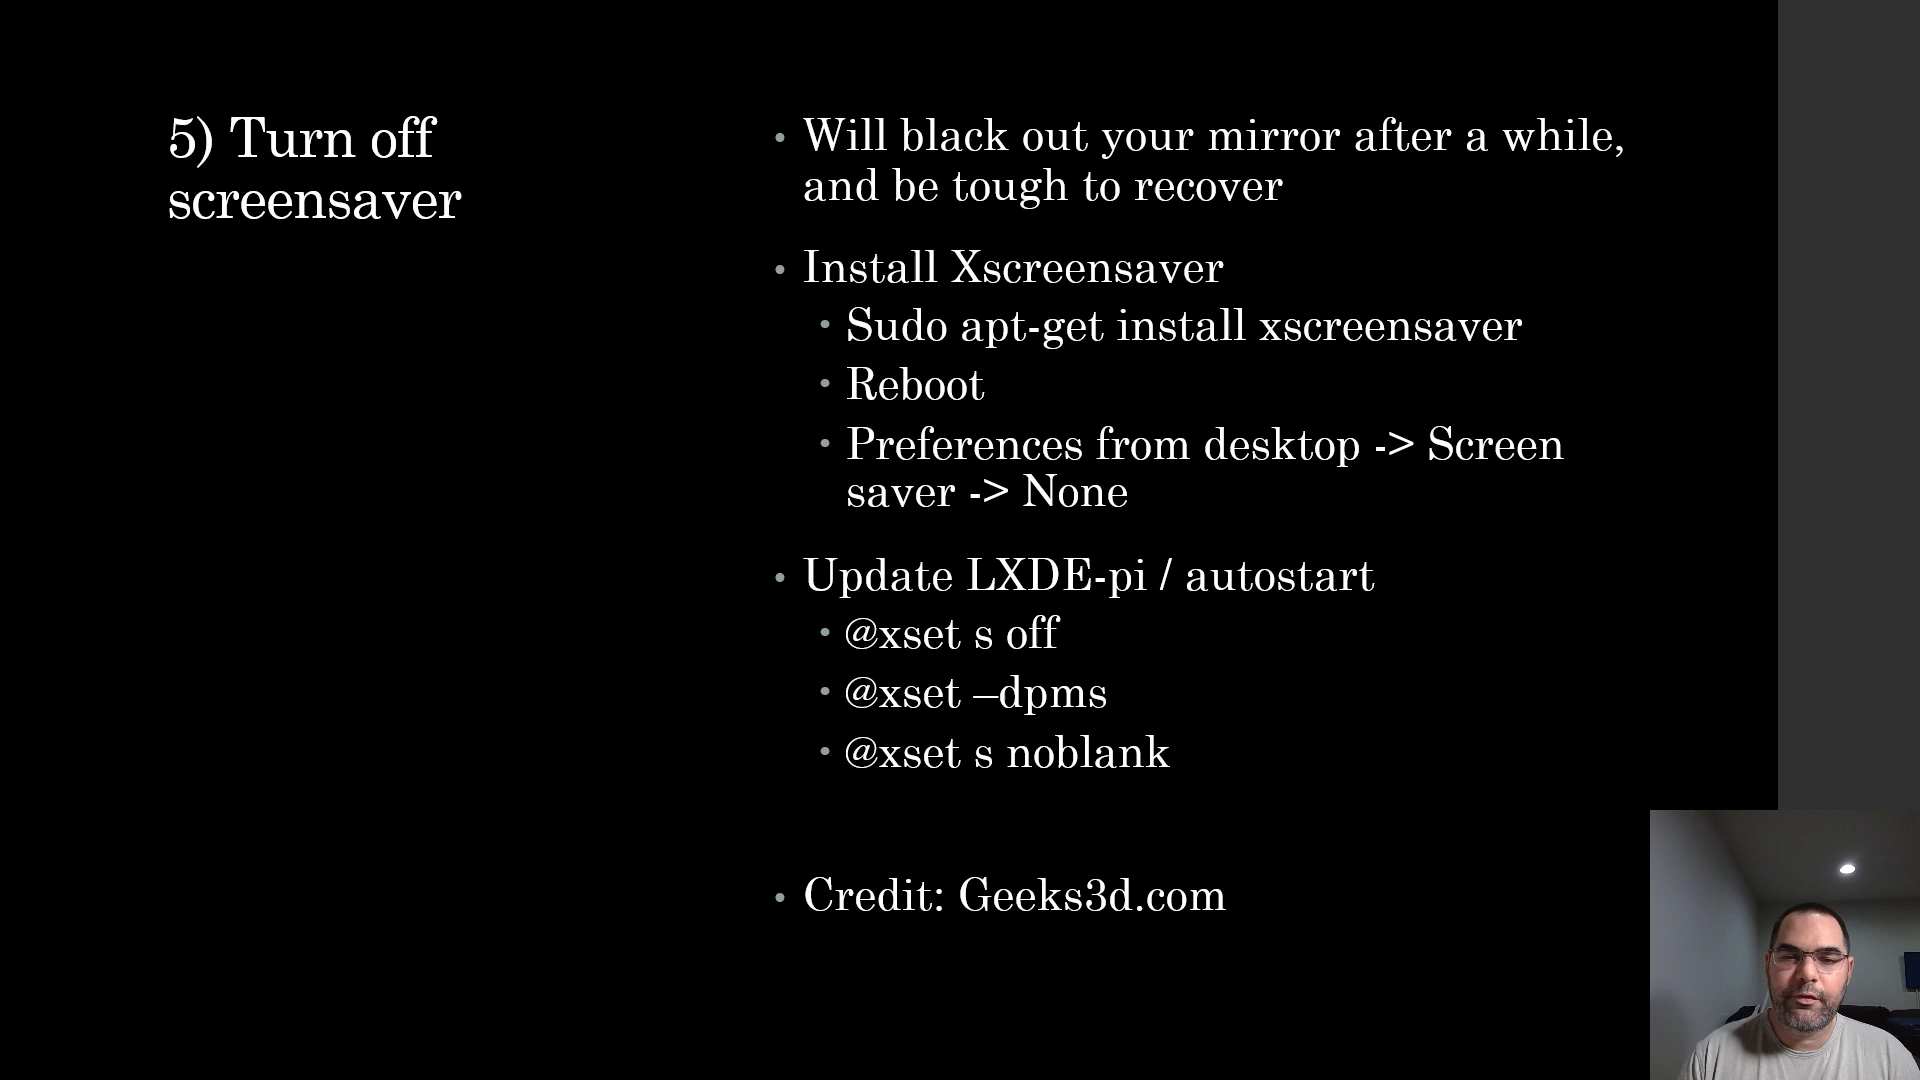 5) Turn off
screensaver
• Will black out your mirror after a while,
and be tough to recover
• Install Xscreensaver
• Sudo apt-get install xscreensaver
• Reboot
• Preferences from desktop -> Screen
saver -> None
• Update LXDE-pi / autostart
• @xset s off
• @xset –dpms
• @xset s noblank
• Credit: Geeks3d.com